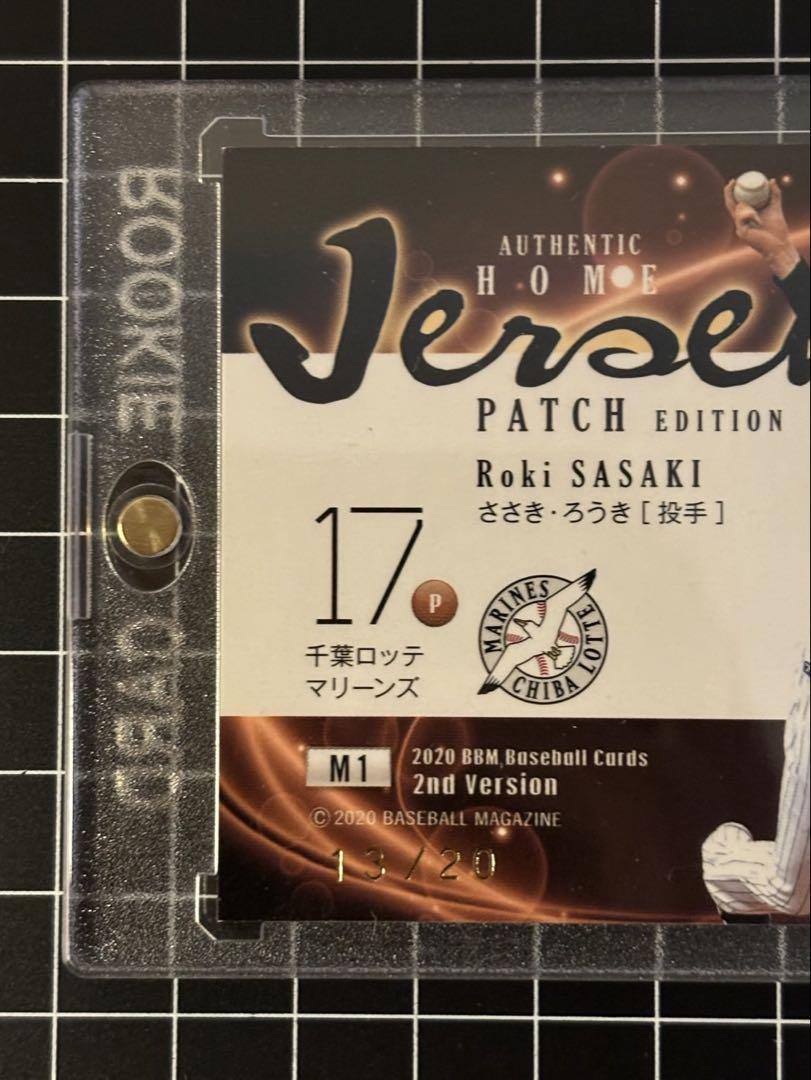 ROOKIE CARD
AUTHENTIC
HOME
Jersey
PATCH EDITION
Roki SASAKI
ささき・ろうき [ 投手 ]
17
P
千葉ロッテ
マリーンズ
MARINES
CHIBA LOTTE
M1
2020 BBM Baseball Cards
2nd Version
© 2020 BASEBALL MAGAZINE
13/20